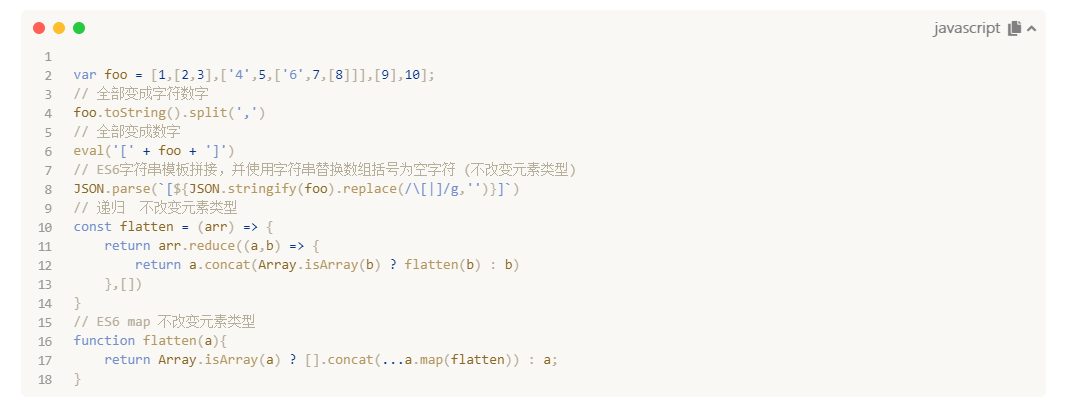 javascript
1
2 var foo = [1,[2,3],['4',5,['6',7,[8]]],[9],10];
3 // 全部变成字符数字
4 foo.toString().split(',')
5 // 全部变成数字
6 eval('[' + foo + ']')
7 // ES6字符串模板拼接，并使用字符串替换数组括号为空字符 (不改变元素类型)
8 JSON.parse(`[${JSON.stringify(foo).replace(/\[|]/g,'')}]`)
9 // 递归  不改变元素类型
10 const flatten = (arr) => {
11     return arr.reduce((a,b) => {
12         return a.concat(Array.isArray(b) ? flatten(b) : b)
13     },[])
14 }
15 // ES6 map 不改变元素类型
16 function flatten(a){
17     return Array.isArray(a) ? [].concat(...a.map(flatten)) : a;
18 }